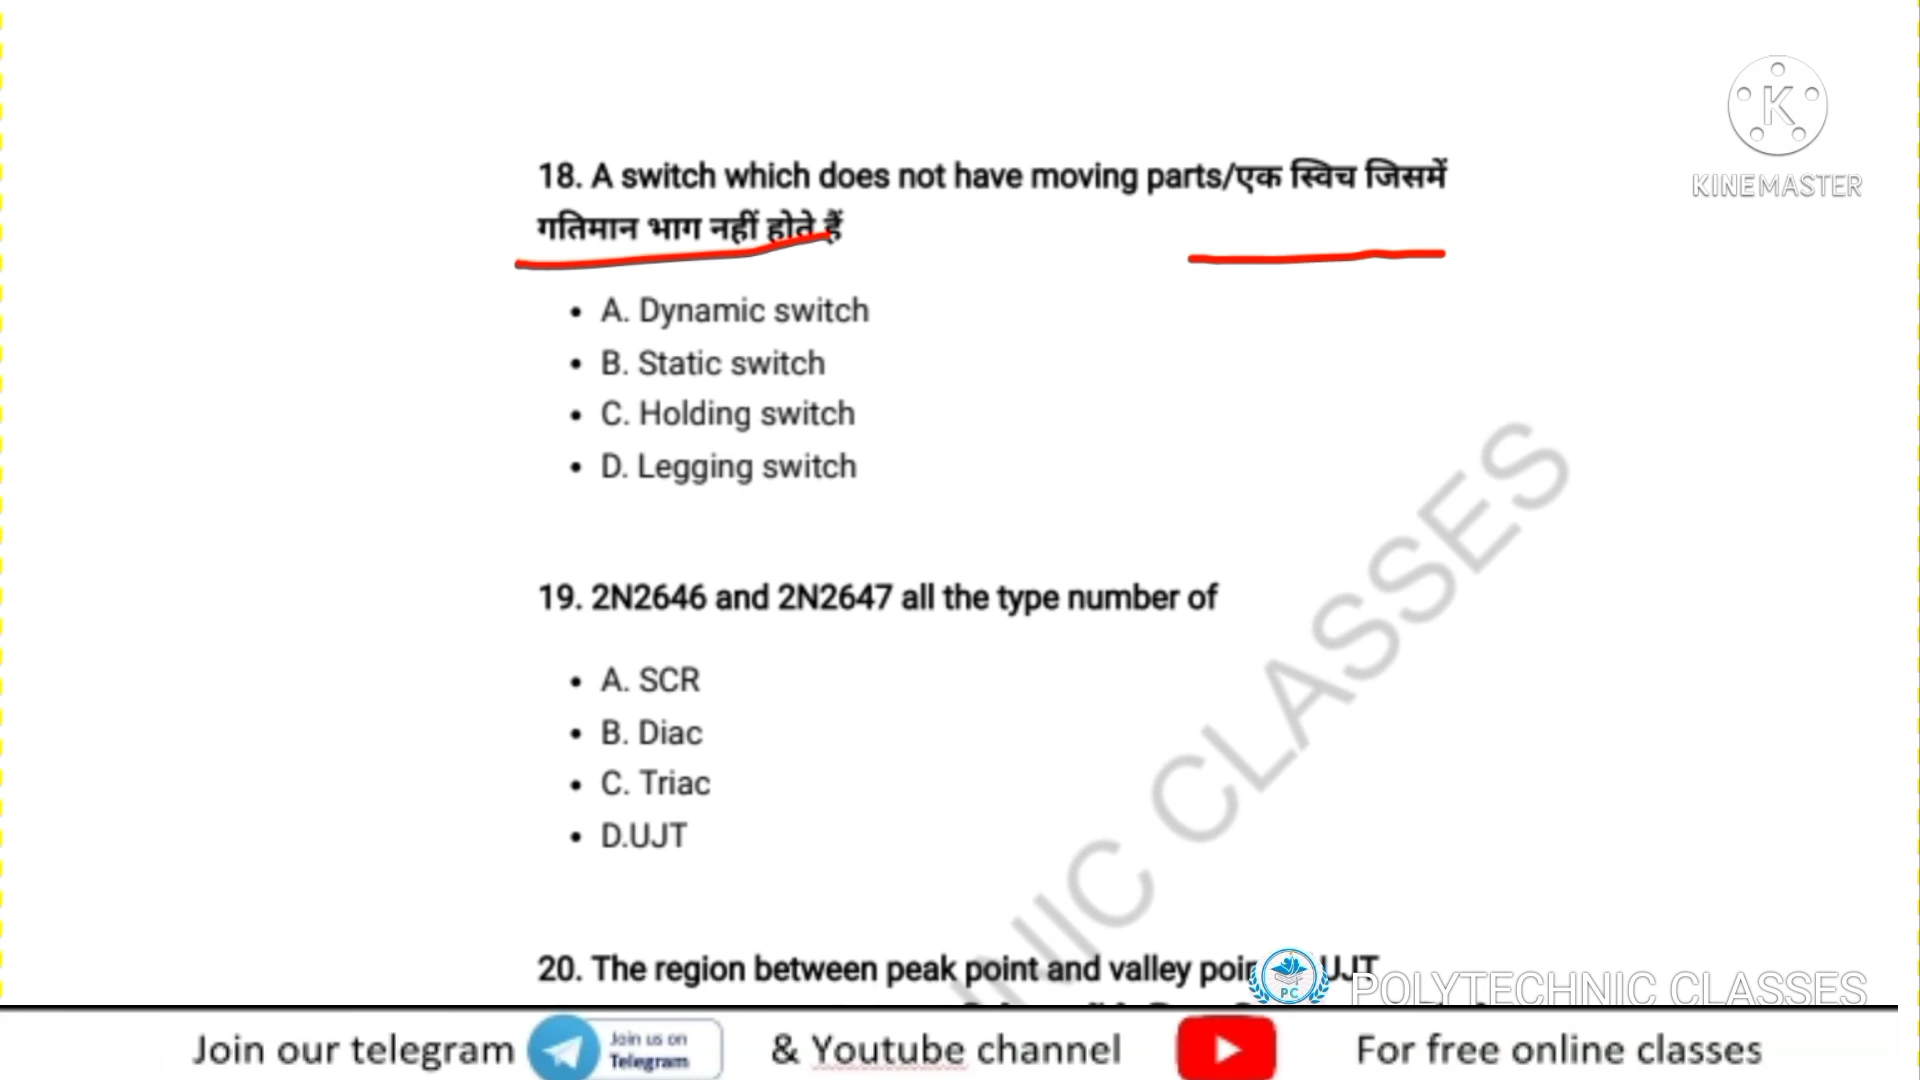 18. A switch which does not have moving parts/एक स्विच जिसमें
गतिमान भाग नहीं होते हैं
• A. Dynamic switch
• B. Static switch
• C. Holding switch
• D. Legging switch
19. 2N2646 and 2N2647 all the type number of
• A. SCR
• B. Diac
• C. Triac
• D.UJT
20. The region between peak point and valley UJT
K
KINEMASTER
NIC CLASSES
PC
POLYTECHNIC CLASSES
Join our telegram Join us on Telegram & Youtube channel For free online classes